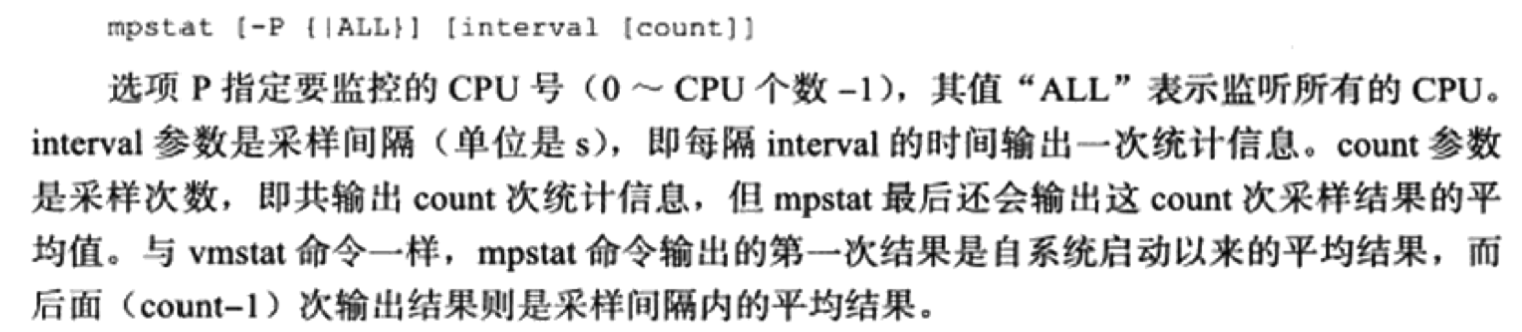 mpstat [-P {|ALL}] [interval [count]]
选项 P 指定要监控的 CPU 号（0 ~ CPU 个数 -1），其值“ALL”表示监听所有的 CPU。
interval 参数是采样间隔（单位是 s），即每隔 interval 的时间输出一次统计信息。count 参数
是采样次数，即共输出 count 次统计信息，但 mpstat 最后还会输出这 count 次采样结果的平
均值。与 vmstat 命令一样，mpstat 命令输出的第一次结果是自系统启动以来的平均结果，而
后面（count-1）次输出结果则是采样间隔内的平均结果。